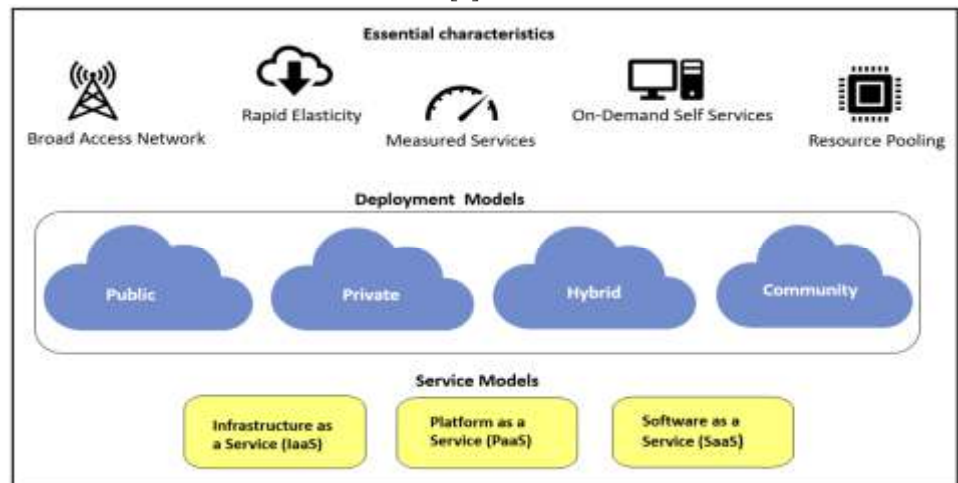 Essential characteristics
Broad Access Network
Rapid Elasticity
Measured Services
On-Demand Self Services
Resource Pooling
Deployment Models
Public
Private
Hybrid
Community
Service Models
Infrastructure as
a Service (IaaS)
Platform as a
Service (PaaS)
Software as a
Service (SaaS)